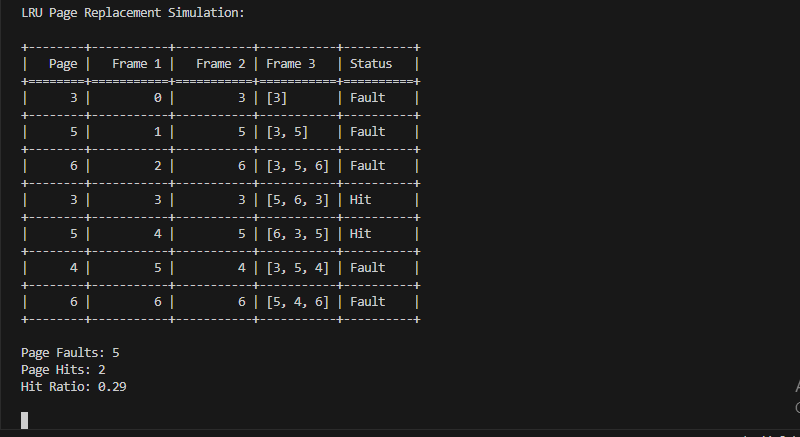 LRU Page Replacement Simulation:
+--------+-----------+-----------+-----------+----------+
|   Page |   Frame 1 |   Frame 2 | Frame 3   | Status   |
+========+===========+===========+===========+==========+
|      3 |         0 |         3 | [3]       | Fault    |
+--------+-----------+-----------+-----------+----------+
|      5 |         1 |         5 | [3, 5]    | Fault    |
+--------+-----------+-----------+-----------+----------+
|      6 |         2 |         6 | [3, 5, 6] | Fault    |
+--------+-----------+-----------+-----------+----------+
|      3 |         3 |         3 | [5, 6, 3] | Hit      |
+--------+-----------+-----------+-----------+----------+
|      5 |         4 |         5 | [6, 3, 5] | Hit      |
+--------+-----------+-----------+-----------+----------+
|      4 |         5 |         4 | [3, 5, 4] | Fault    |
+--------+-----------+-----------+-----------+----------+
|      6 |         6 |         6 | [5, 4, 6] | Fault    |
+--------+-----------+-----------+-----------+----------+
Page Faults: 5
Page Hits: 2
Hit Ratio: 0.29